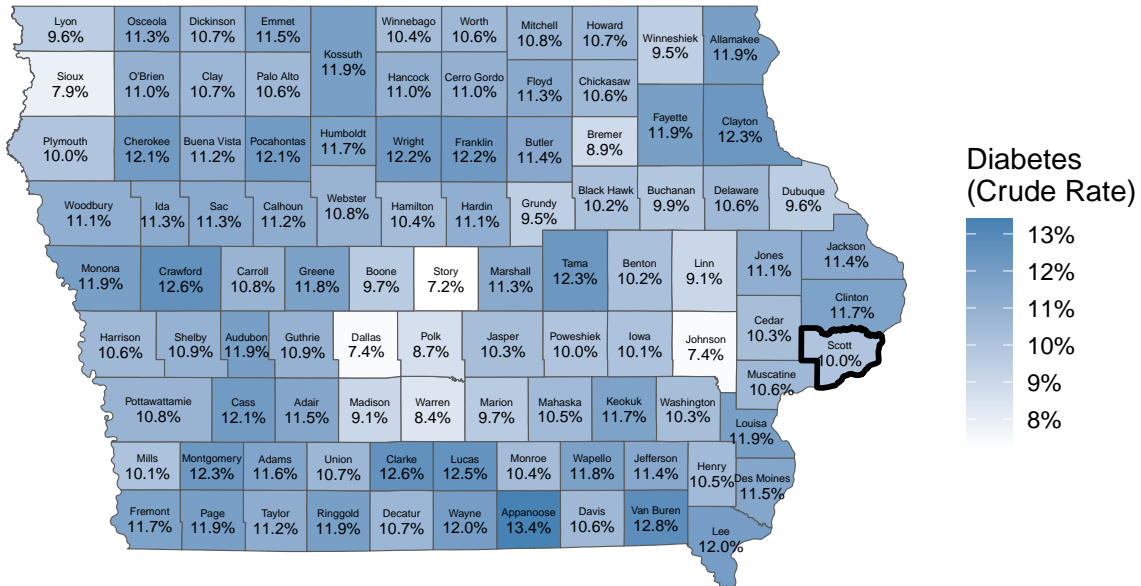 Lyon
9.6%
Osceola
11.3%
Dickinson
10.7%
Emmet
11.5%
Kossuth
11.9%
Winnebago
10.4%
Worth
10.6%
Mitchell
10.8%
Howard
10.7%
Winneshiek
9.5%
Allamakee
11.9%
Sioux
7.9%
O'Brien
11.0%
Clay
10.7%
Palo Alto
10.6%
Hancock
11.0%
Cerro Gordo
11.0%
Floyd
11.3%
Chickasaw
10.6%
Fayette
11.9%
Clayton
12.3%
Plymouth
10.0%
Cherokee
12.1%
Buena Vista
11.2%
Pocahontas
12.1%
Humboldt
11.7%
Wright
12.2%
Franklin
12.2%
Butler
11.4%
Bremer
8.9%
Woodbury
11.1%
Ida
11.3%
Sac
11.3%
Calhoun
11.2%
Webster
10.8%
Hamilton
10.4%
Hardin
11.1%
Grundy
9.5%
Black Hawk
10.2%
Buchanan
9.9%
Delaware
10.6%
Dubuque
9.6%
Monona
11.9%
Crawford
12.6%
Carroll
10.8%
Greene
11.8%
Boone
9.7%
Story
7.2%
Marshall
11.3%
Tama
12.3%
Benton
10.2%
Linn
9.1%
Jones
11.1%
Jackson
11.4%
Clinton
11.7%
Harrison
10.6%
Shelby
10.9%
Audubon
11.9%
Guthrie
10.9%
Dallas
7.4%
Polk
8.7%
Jasper
10.3%
Poweshiek
10.0%
Iowa
10.1%
Johnson
7.4%
Cedar
10.3%
Scott
10.0%
Muscatine
10.6%
Pottawattamie
10.8%
Cass
12.1%
Adair
11.5%
Madison
9.1%
Warren
8.4%
Marion
9.7%
Mahaska
10.5%
Keokuk
11.7%
Washington
10.3%
Louisa
11.9%
Mills
10.1%
Montgomery
12.3%
Adams
11.6%
Union
10.7%
Clarke
12.6%
Lucas
12.5%
Monroe
10.4%
Wapello
11.8%
Jefferson
11.4%
Henry
10.5%
Des Moines
11.5%
Fremont
11.7%
Page
11.9%
Taylor
11.2%
Ringgold
11.9%
Decatur
10.7%
Wayne
12.0%
Appanoose
13.4%
Davis
10.6%
Van Buren
12.8%
Lee
12.0%
Diabetes
(Crude Rate)
13%
12%
11%
10%
9%
8%